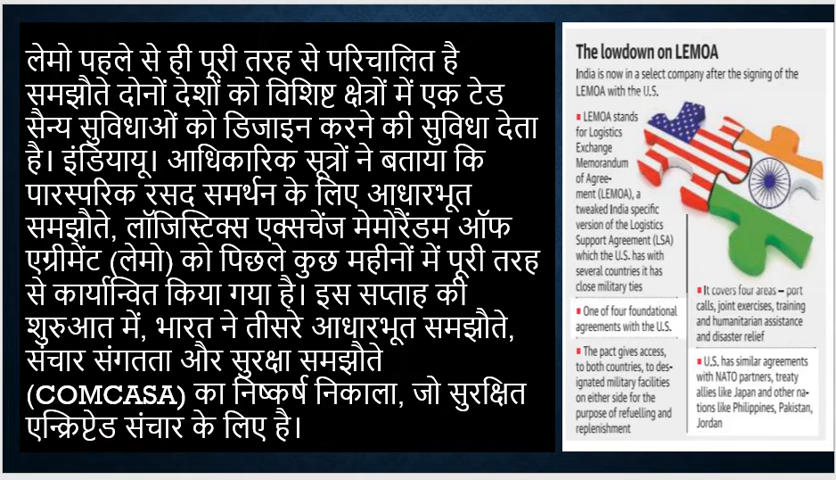 लेमो पहले से ही पूरी तरह से परिचालित है
समझौते दोनों देशों को विशिष्ट क्षेत्रों में एक टेड
सैन्य सुविधाओं को डिजाइन करने की सुविधा देता
है। इंडियायू। आधिकारिक सूत्रों ने बताया कि
पारस्परिक रसद समर्थन के लिए आधारभूत
समझौते, लॉजिस्टिक्स एक्सचेंज मेमोरैंडम ऑफ
एग्रीमेंट (लेमो) को पिछले कुछ महीनों में पूरी तरह
से कार्यान्वित किया गया है। इस सप्ताह की
शुरुआत में, भारत ने तीसरे आधारभूत समझौते,
संचार संगतता और सुरक्षा समझौते
(COMCASA) का निष्कर्ष निकाला, जो सुरक्षित
एन्क्रिप्टेड संचार के लिए है।
The lowdown on LEMOA
India is now in a select company after the signing of the
LEMOA with the U.S.
LEMOA stands
for Logistics
Exchange
Memorandum
of Agree-
ment (LEMOA), a
tweaked India specific
version of the Logistics
Support Agreement (LSA)
which the U.S. has with
several countries it has
close military ties
One of four foundational
agreements with the U.S.
The pact gives access,
to both countries, to des-
ignated military facilities
on either side for the
purpose of refuelling and
replenishment
It covers four areas – port
calls, joint exercises, training
and humanitarian assistance
and disaster relief
U.S, has similar agreements
with NATO partners, treaty
allies like Japan and other na-
tions like Philippines, Pakistan,
Jordan